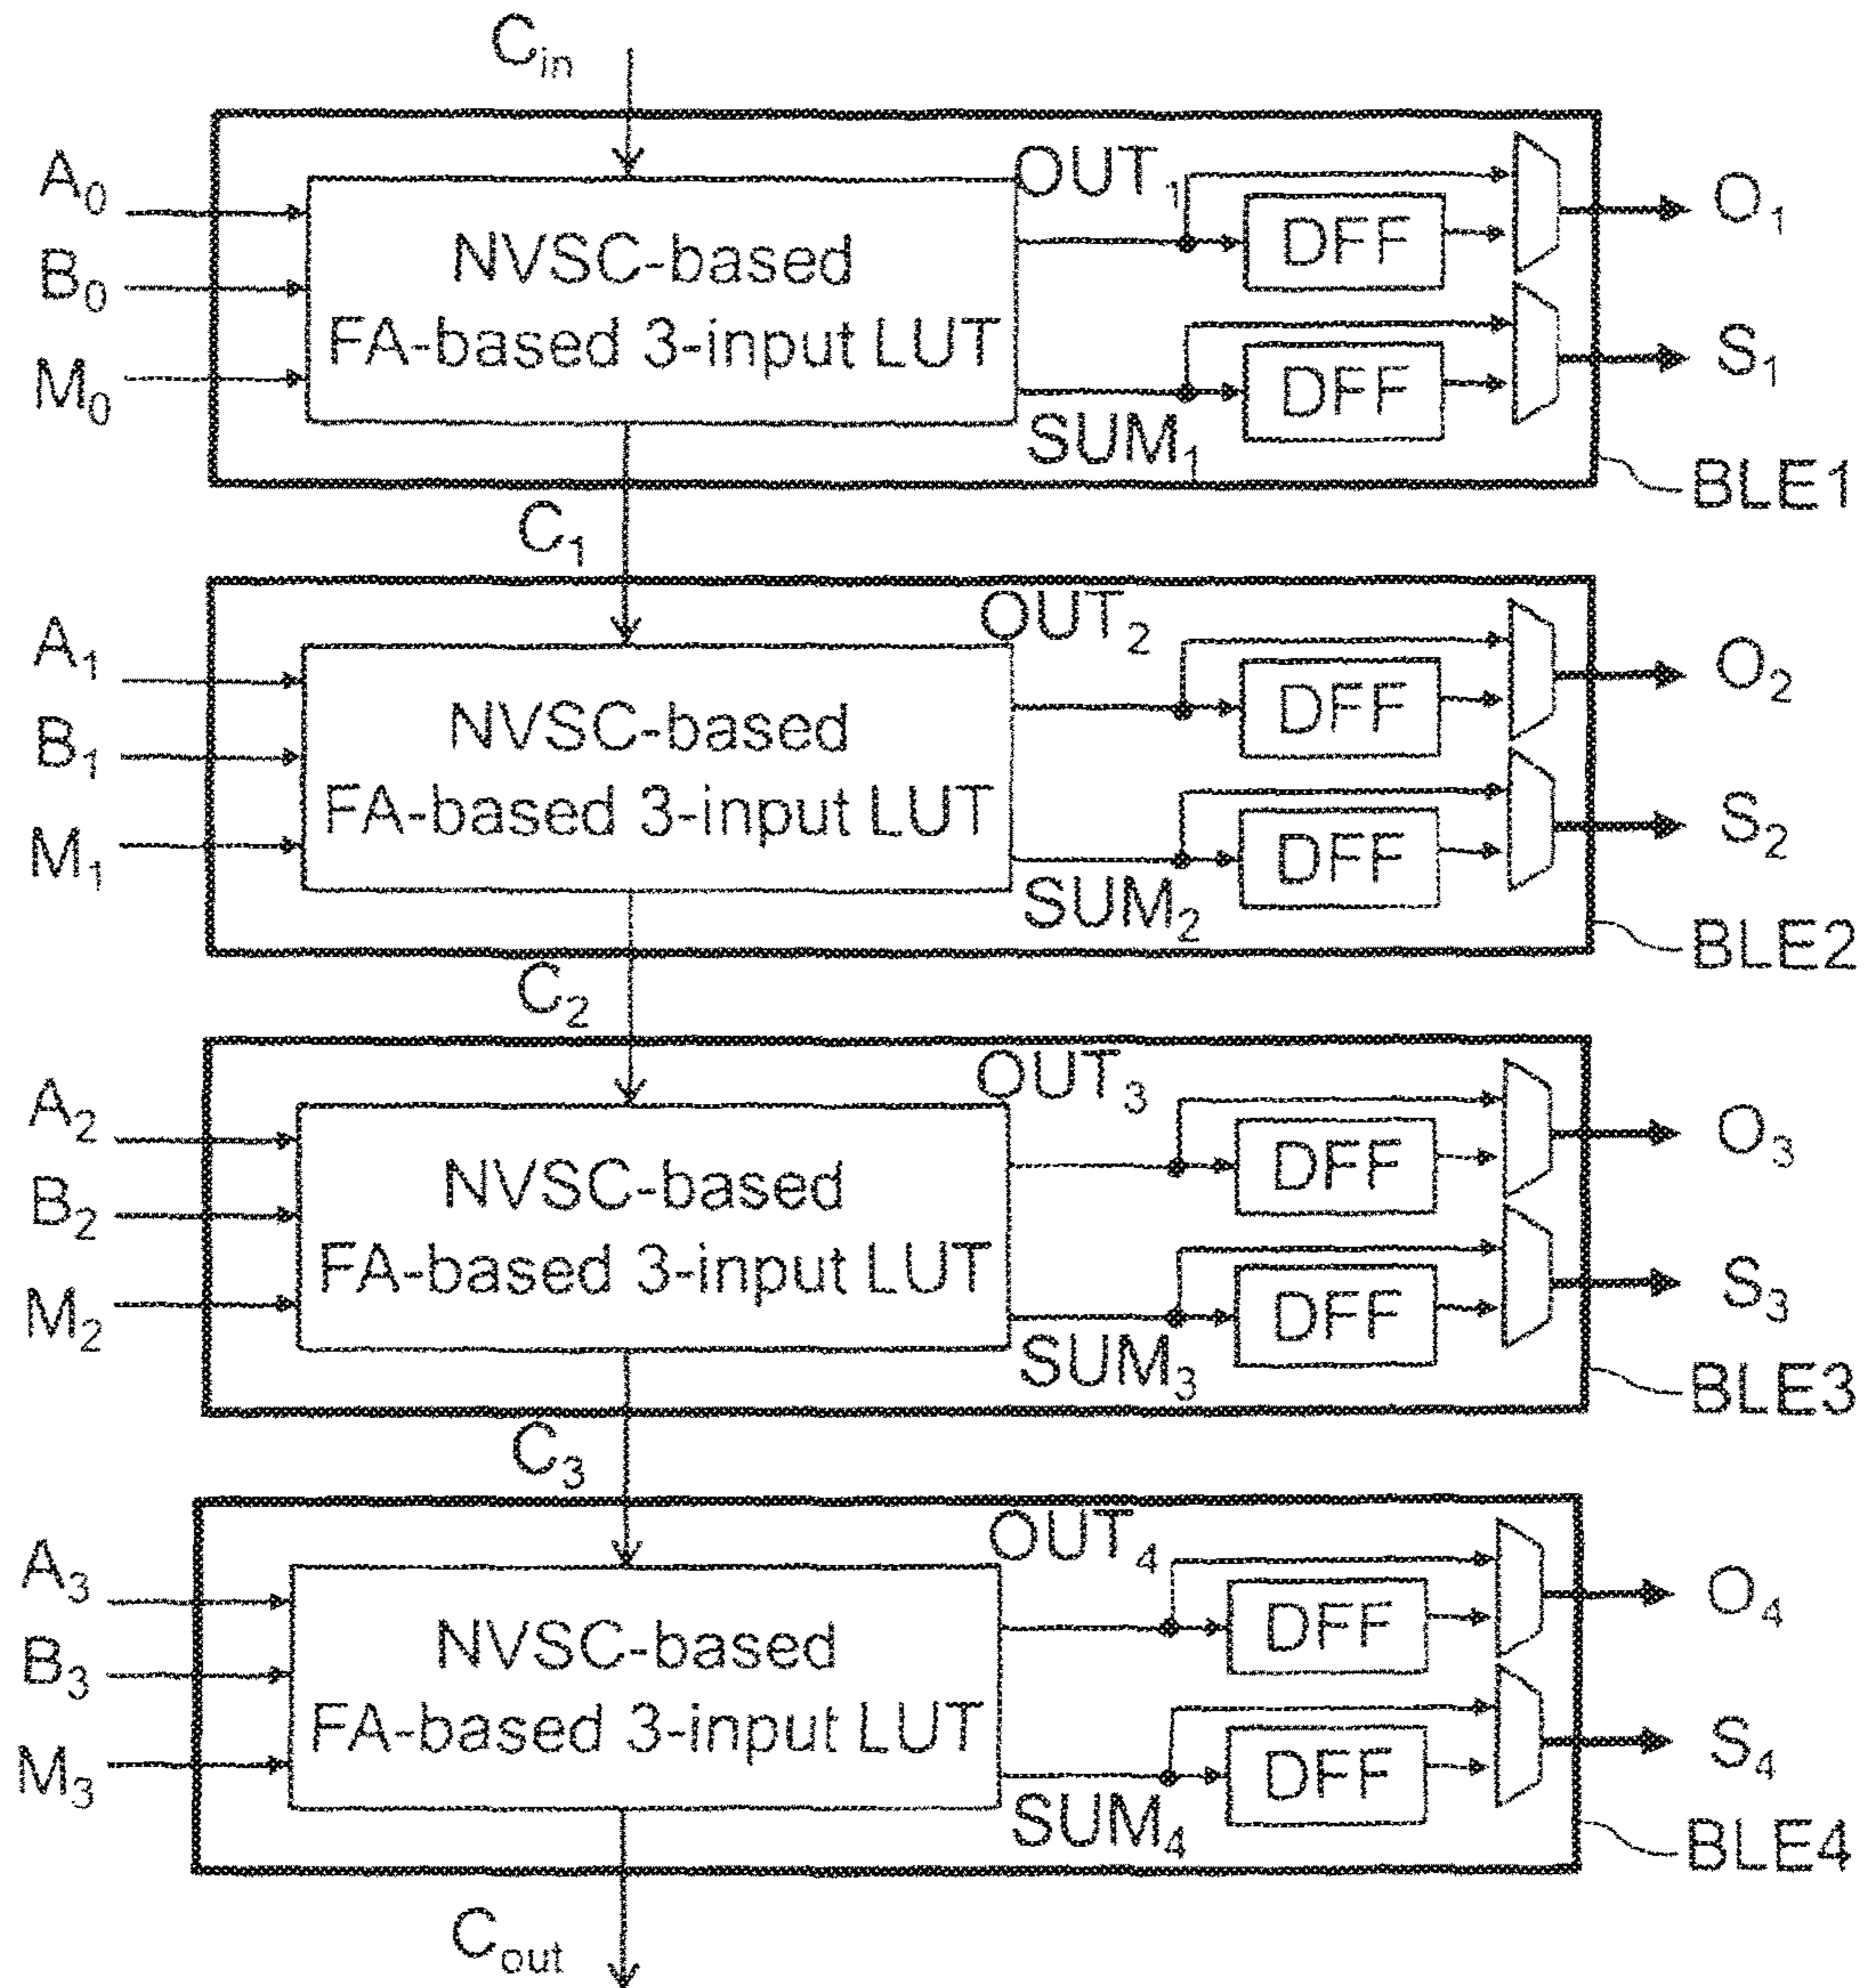 C_in
A_0
B_0
M_0
NVSC-based
FA-based 3-input LUT
OUT_1
DFF
O_1
DFF
S_1
SUM_1
BLE1
C_1
A_1
B_1
M_1
NVSC-based
FA-based 3-input LUT
OUT_2
DFF
O_2
DFF
S_2
SUM_2
BLE2
C_2
A_2
B_2
M_2
NVSC-based
FA-based 3-input LUT
OUT_3
DFF
O_3
DFF
S_3
SUM_3
BLE3
C_3
A_3
B_3
M_3
NVSC-based
FA-based 3-input LUT
OUT_4
DFF
O_4
DFF
S_4
SUM_4
BLE4
C_out